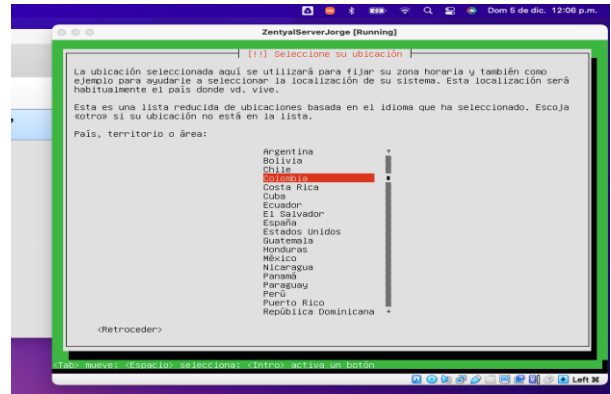 Dom 5 de dic. 12:06 p.m.
ZentyalServerJorge [Running]
[!!] Seleccione su ubicación
La ubicación seleccionada aquí se utilizará para fijar su zona horaria y también como
ejemplo para ayudarle a seleccionar la localización de su sistema. Esta localización será
habitualmente el país donde vd. vive.
Esta es una lista reducida de ubicaciones basada en el idioma que ha seleccionado. Escoja
«otro» si su ubicación no está en la lista.
País, territorio o área:
Argentina
Bolivia
Chile
Colombia
Costa Rica
Cuba
Ecuador
El Salvador
España
Estados Unidos
Guatemala
Honduras
México
Nicaragua
Panamá
Paraguay
Perú
Puerto Rico
República Dominicana
<Retroceder>
<Tab> mueve; <Espacio> selecciona; <Intro> activa un botón
Left ⌘